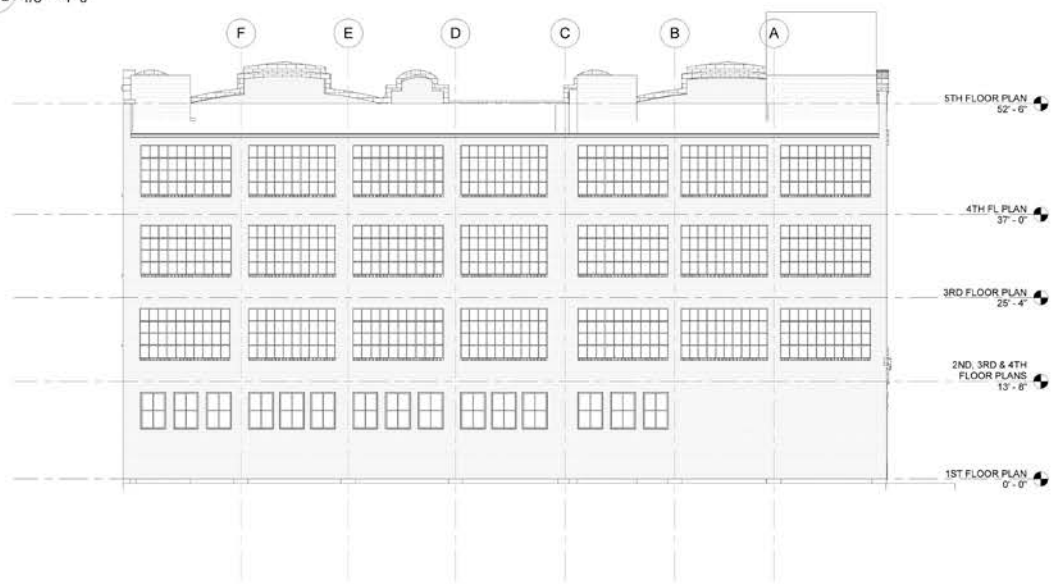 F E D C B A
5TH FLOOR PLAN
52' - 6"
4TH FL PLAN
37' - 0"
3RD FLOOR PLAN
25' - 4"
2ND, 3RD & 4TH
FLOOR PLANS
13' - 8"
1ST FLOOR PLAN
0' - 0"